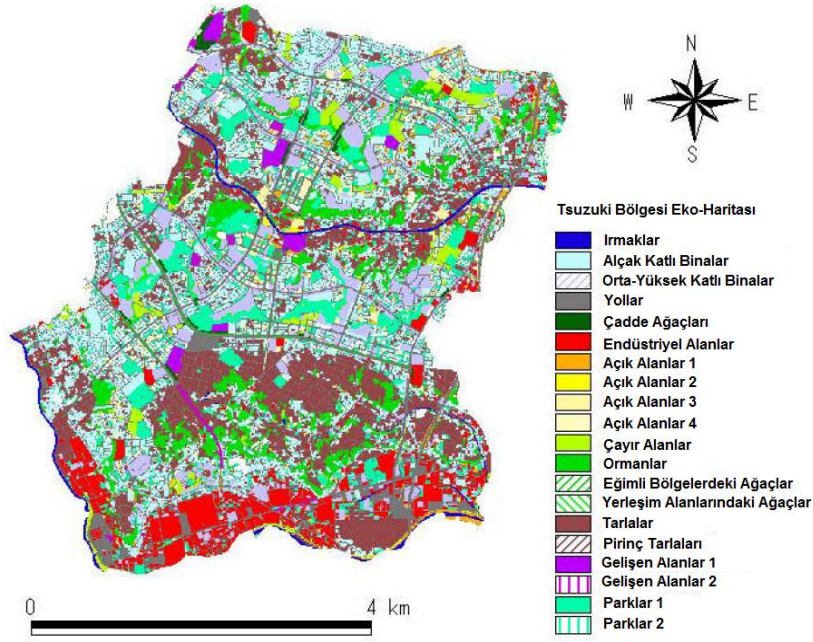 N
W E
S
Tsuzuki Bölgesi Eko-Haritası
Irmaklar
Alçak Katlı Binalar
Orta-Yüksek Katlı Binalar
Yollar
Çadde Ağaçları
Endüstriyel Alanlar
Açık Alanlar 1
Açık Alanlar 2
Açık Alanlar 3
Açık Alanlar 4
Çayır Alanlar
Ormanlar
Eğimli Bölgelerdeki Ağaçlar
Yerleşim Alanlarındaki Ağaçlar
Tarlalar
Pirinç Tarlaları
Gelişen Alanlar 1
Gelişen Alanlar 2
Parklar 1
Parklar 2
0 4 km